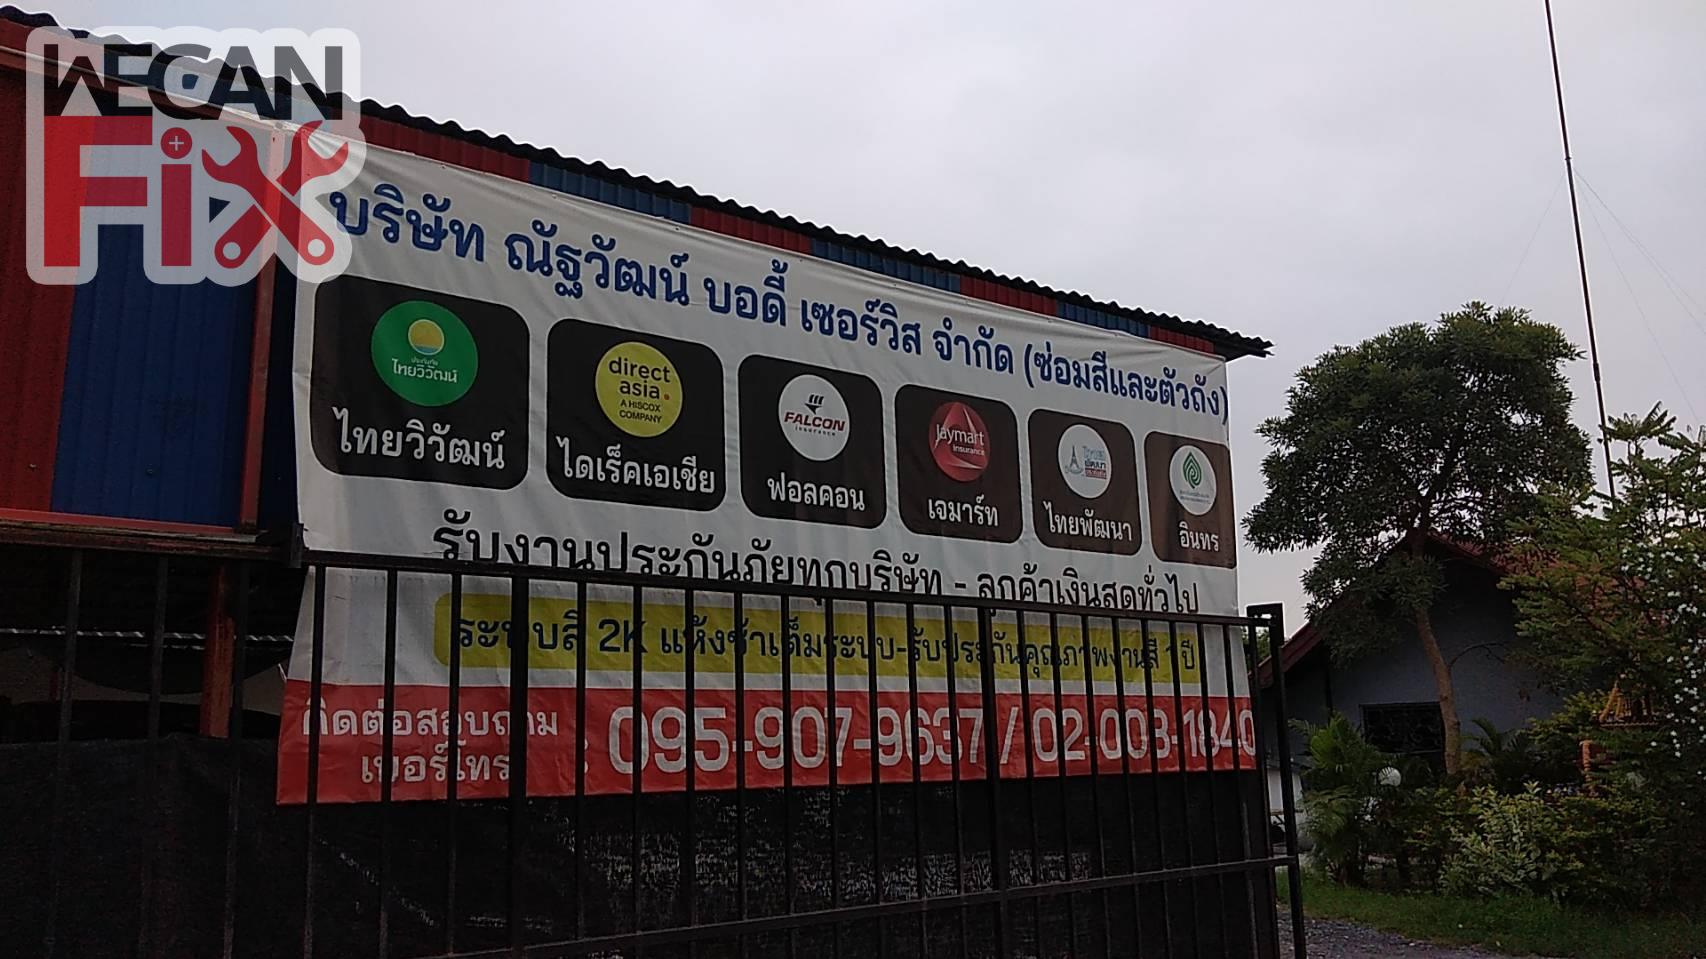 WECAN
Fix
บริษัท ณัฐวัฒน์ บอดี้ เซอร์วิส จำกัด (ซ่อมสีและตัวถัง)
ประกันภัย
ไทยวิวัฒน์
ไทยวิวัฒน์
direct
asia.
A HISCOX
COMPANY
ไดเร็คเอเชีย
FALCON
insurance
ฟอลคอน
Jaymart
insurance
เจมาร์ท
ไทยพัฒนา
อินทร
รับงานประกันภัยทุกบริษัท - ลูกค้าเงินสดทั่วไป
ระบบสี 2K แห้งช้าเต็มระบบ-รับประกันคุณภาพงานสี 1 ปี
ติดต่อสอบถาม
เบอร์โทร : 095-907-9637 / 02-003-1840